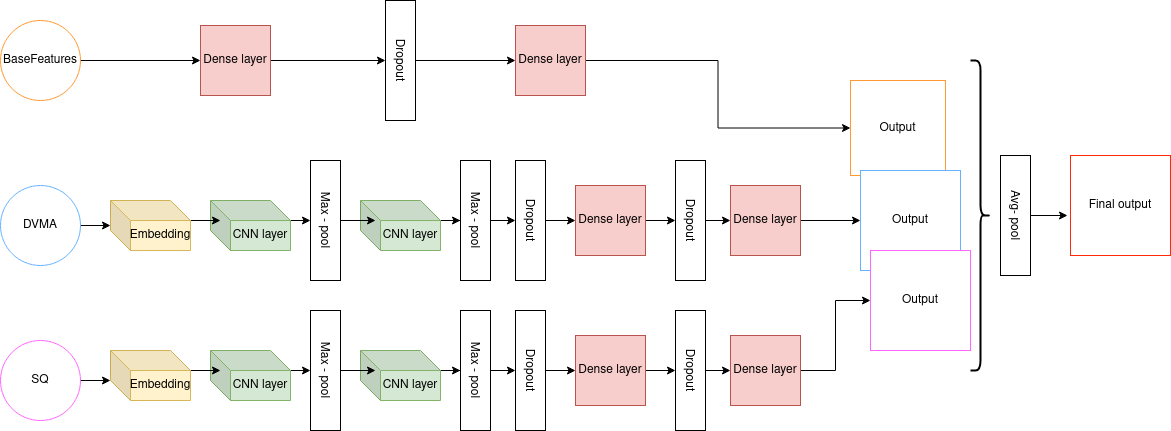 BaseFeatures
Dense layer
Dropout
Dense layer
Output
DVMA
Embedding
CNN layer
Max - pool
CNN layer
Max - pool
Dropout
Dense layer
Dropout
Dense layer
Output
Avg- pool
Final output
SQ
Embedding
CNN layer
Max - pool
CNN layer
Max - pool
Dropout
Dense layer
Dropout
Dense layer
Output